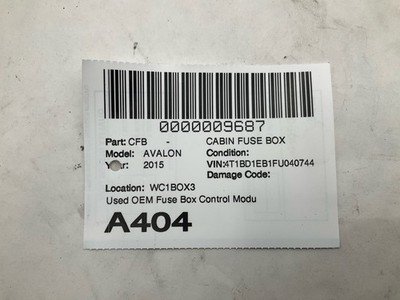 0000009687
Part: CFB - CABIN FUSE BOX
Model: AVALON Condition:
Year: 2015 VIN:4T1BD1EB1FU040744
Damage Code:
Location: WC1BOX3
Used OEM Fuse Box Control Modu
A404